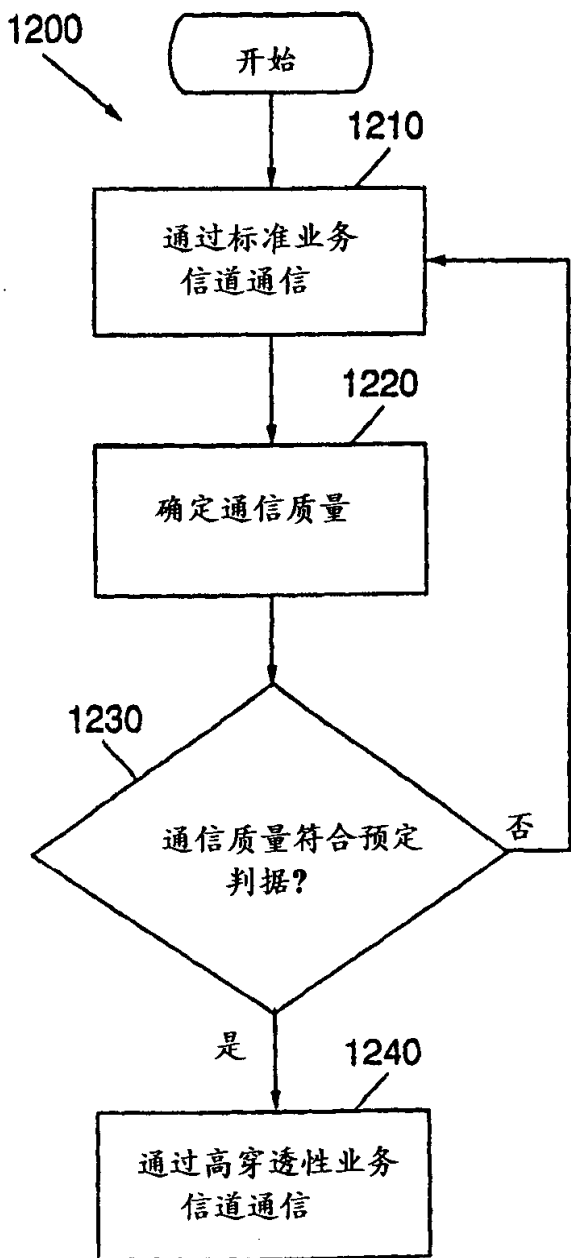 1200
开始
1210
通过标准业务
信道通信
1220
确定通信质量
1230
通信质量符合预定
判据?
否
是
1240
通过高穿透性业务
信道通信